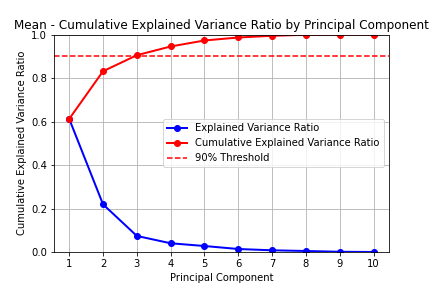 Mean - Cumulative Explained Variance Ratio by Principal Component
Cumulative Explained Variance Ratio
1.0
0.8
0.6
0.4
0.2
0.0
Explained Variance Ratio
Cumulative Explained Variance Ratio
90% Threshold
1 2 3 4 5 6 7 8 9 10
Principal Component